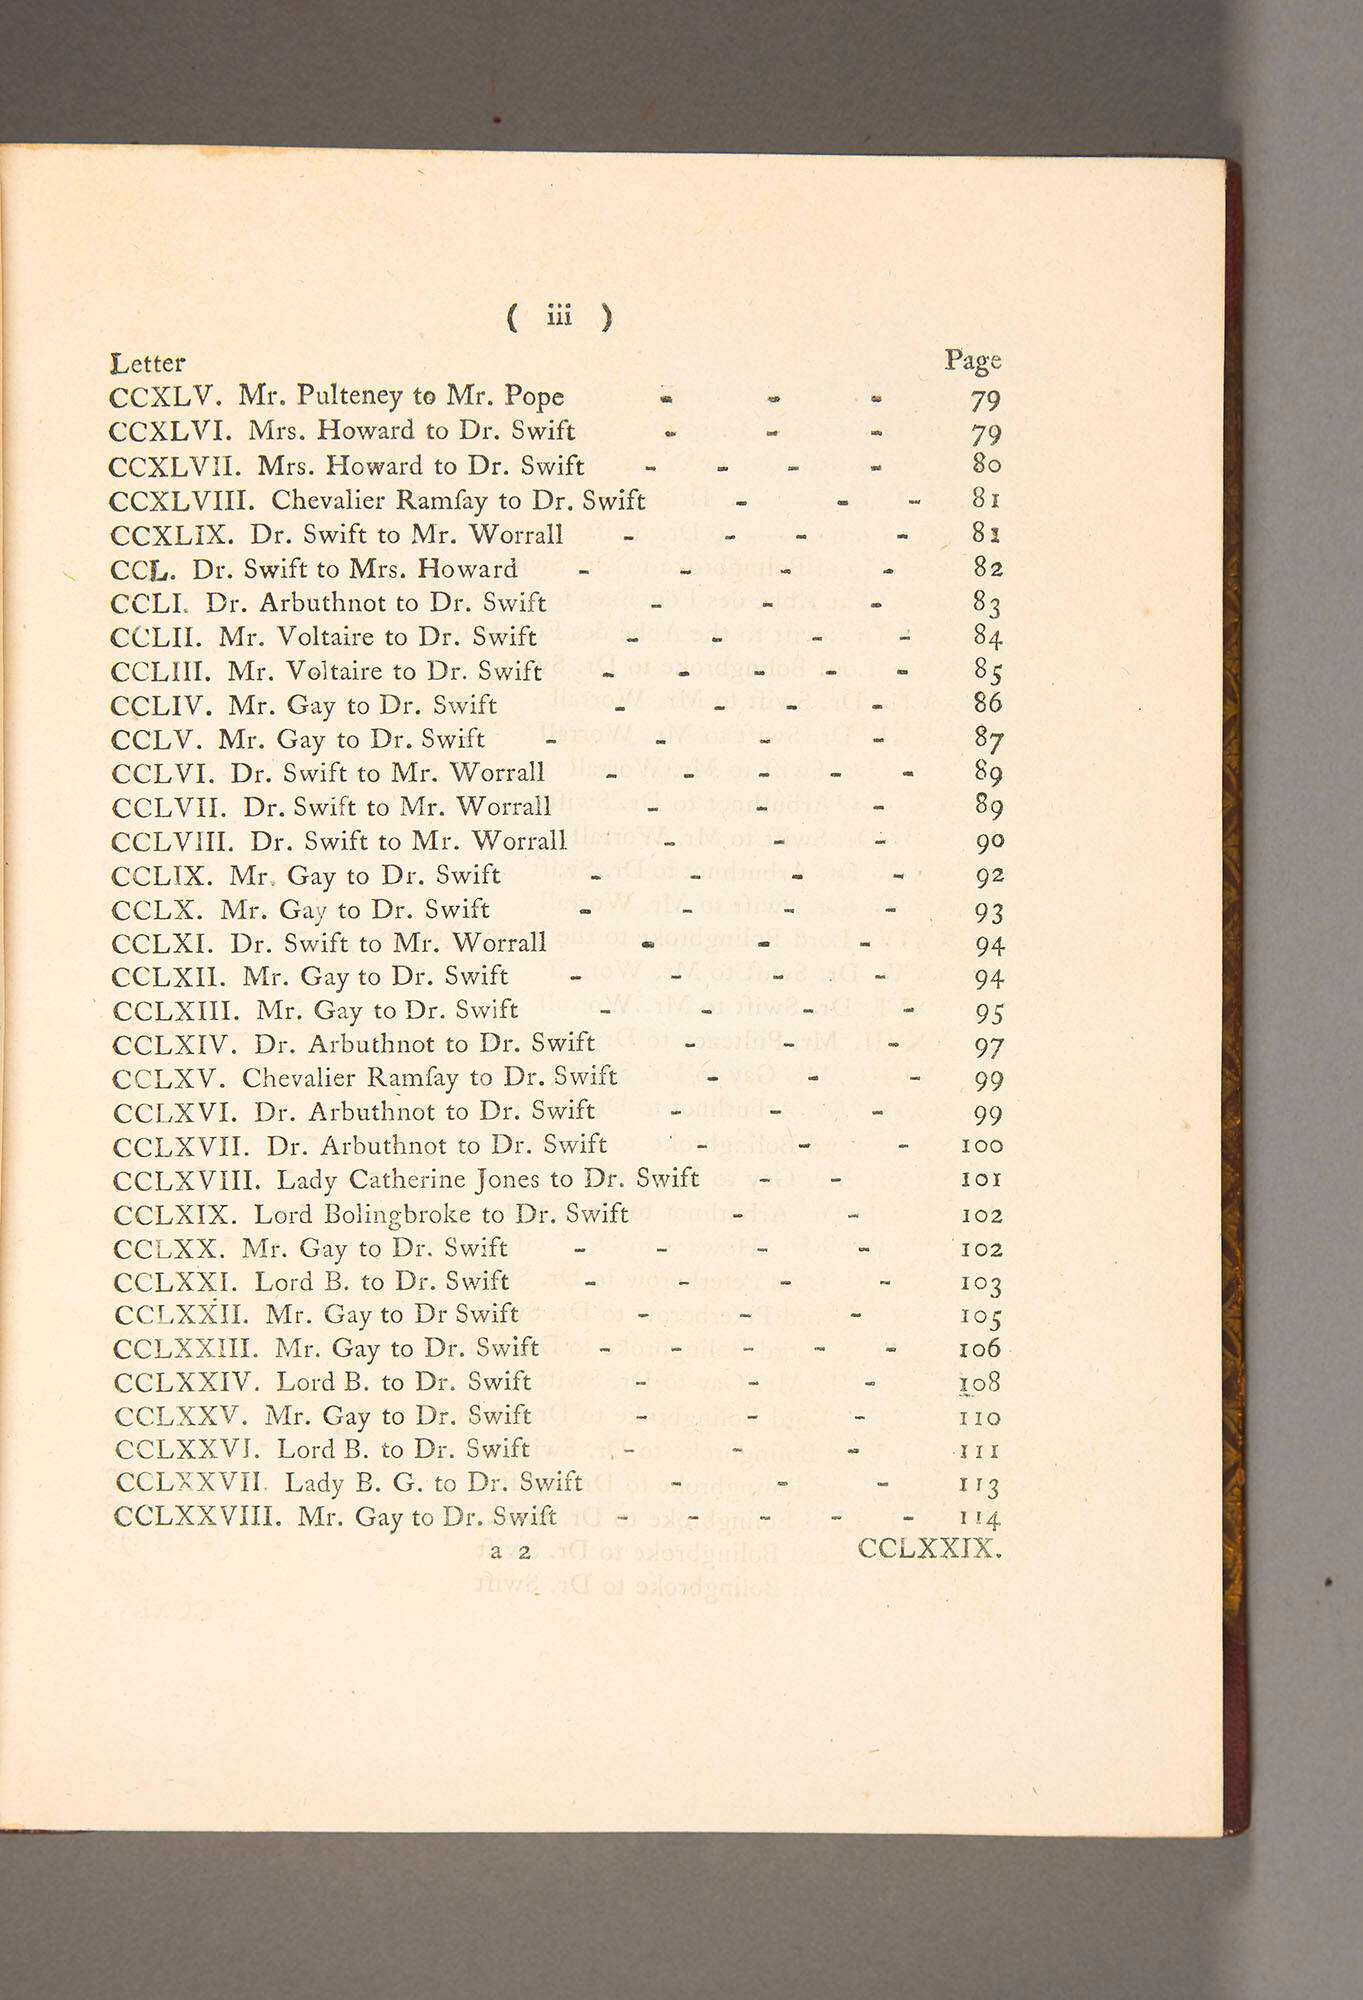 ( iii )
Letter Page
CCXLV. Mr. Pulteney to Mr. Pope - - - 79
CCXLVI. Mrs. Howard to Dr. Swift - - - 79
CCXLVII. Mrs. Howard to Dr. Swift - - - - 80
CCXLVIII. Chevalier Ramſay to Dr. Swift - - - 81
CCXLIX. Dr. Swift to Mr. Worrall - - - - 81
CCL. Dr. Swift to Mrs. Howard - - - - 82
CCLI. Dr. Arbuthnot to Dr. Swift - - - 83
CCLII. Mr. Voltaire to Dr. Swift - - - - 84
CCLIII. Mr. Voltaire to Dr. Swift - - - - - 85
CCLIV. Mr. Gay to Dr. Swift - - - - 86
CCLV. Mr. Gay to Dr. Swift - - - - 87
CCLVI. Dr. Swift to Mr. Worrall - - - - - 89
CCLVII. Dr. Swift to Mr. Worrall - - - 89
CCLVIII. Dr. Swift to Mr. Worrall - - - 90
CCLIX. Mr. Gay to Dr. Swift - - - - 92
CCLX. Mr. Gay to Dr. Swift - - - - 93
CCLXI. Dr. Swift to Mr. Worrall - - - 94
CCLXII. Mr. Gay to Dr. Swift - - - - 94
CCLXIII. Mr. Gay to Dr. Swift - - - - 95
CCLXIV. Dr. Arbuthnot to Dr. Swift - - - 97
CCLXV. Chevalier Ramſay to Dr. Swift - - - 99
CCLXVI. Dr. Arbuthnot to Dr. Swift - - - 99
CCLXVII. Dr. Arbuthnot to Dr. Swift - - - 100
CCLXVIII. Lady Catherine Jones to Dr. Swift - - 101
CCLXIX. Lord Bolingbroke to Dr. Swift - - 102
CCLXX. Mr. Gay to Dr. Swift - - - - 102
CCLXXI. Lord B. to Dr. Swift - - - - 103
CCLXXII. Mr. Gay to Dr Swift - - - 105
CCLXXIII. Mr. Gay to Dr. Swift - - - - - 106
CCLXXIV. Lord B. to Dr. Swift - - - 108
CCLXXV. Mr. Gay to Dr. Swift - - - 110
CCLXXVI. Lord B. to Dr. Swift - - - 111
CCLXXVII. Lady B. G. to Dr. Swift - - - 113
CCLXXVIII. Mr. Gay to Dr. Swift - - - - - 114
a 2 CCLXXIX.